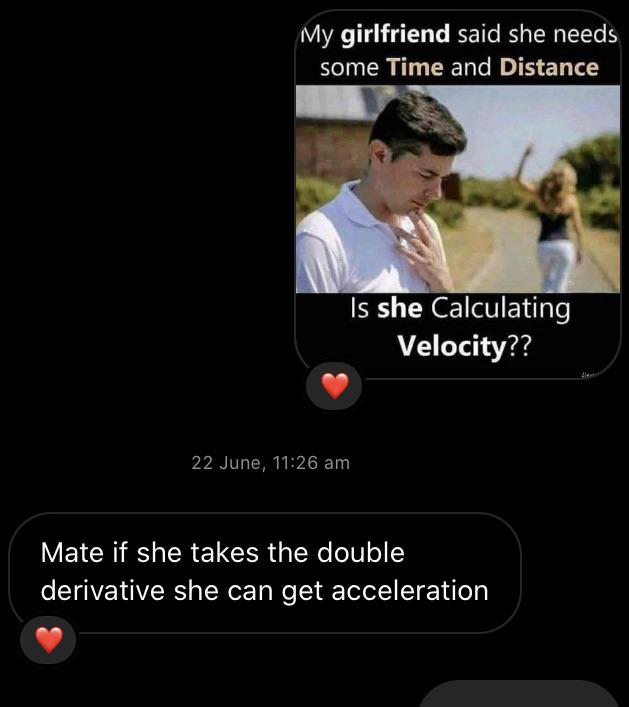 My girlfriend said she needs
some Time and Distance
Is she Calculating
Velocity??
22 June, 11:26 am
Mate if she takes the double
derivative she can get acceleration